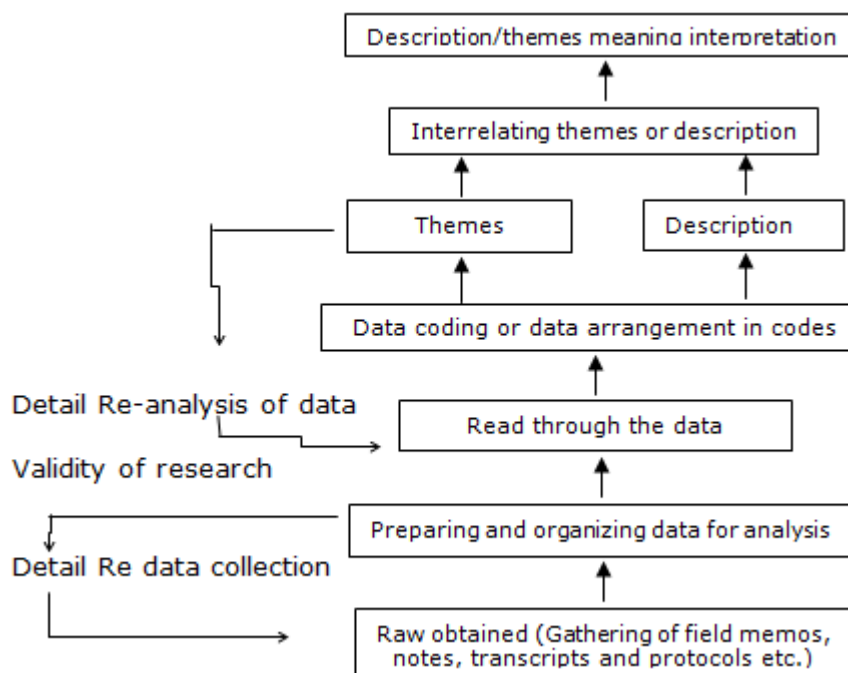 Description/themes meaning interpretation
Interrelating themes or description
Themes
Description
Data coding or data arrangement in codes
Detail Re-analysis of data
Read through the data
Validity of research
Preparing and organizing data for analysis
Detail Re data collection
Raw obtained (Gathering of field memos,
notes, transcripts and protocols etc.)